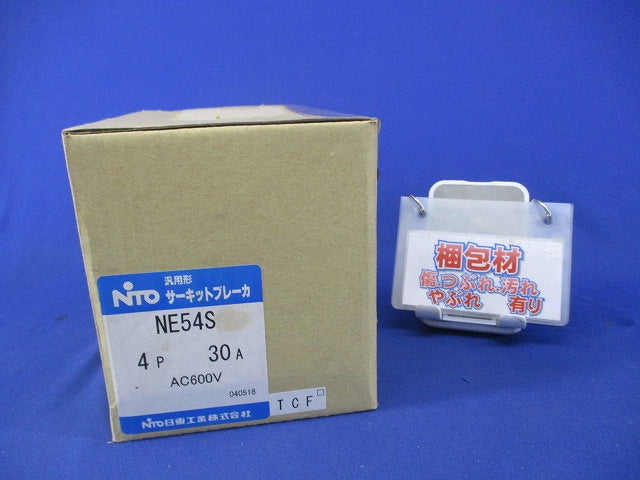 汎用形
NITO サーキットブレーカ
NE54S
4P 30A
AC600V
040518
NITO日東工業株式会社
TCF□
梱包材
傷、つぶれ、汚れ
やぶれ 有り